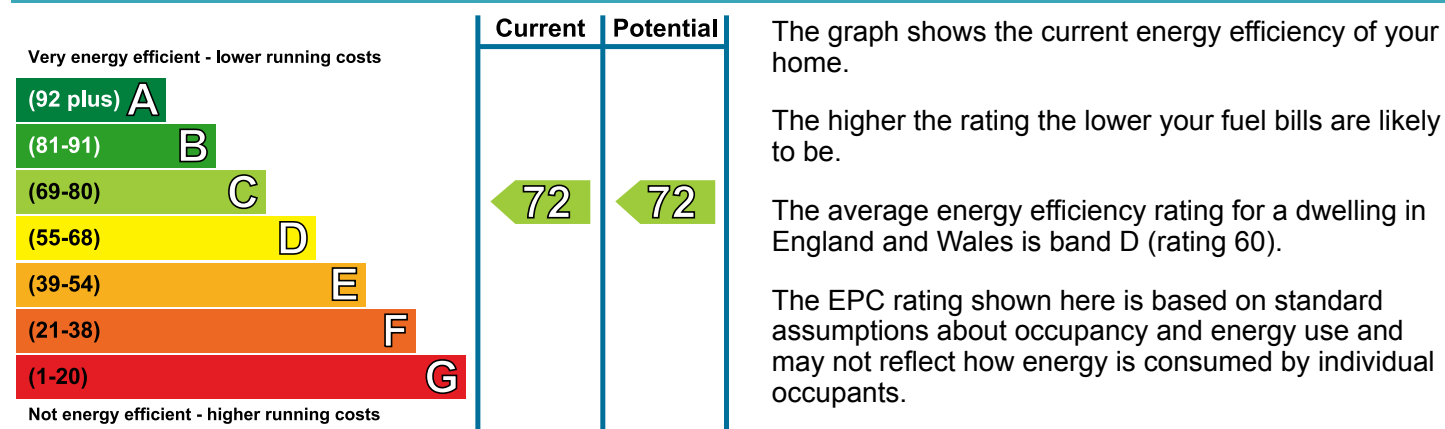 Current Potential
Very energy efficient - lower running costs
(92 plus) A
(81-91) B
(69-80) C
(55-68) D
(39-54) E
(21-38) F
(1-20) G
Not energy efficient - higher running costs
72 72
The graph shows the current energy efficiency of your
home.
The higher the rating the lower your fuel bills are likely
to be.
The average energy efficiency rating for a dwelling in
England and Wales is band D (rating 60).
The EPC rating shown here is based on standard
assumptions about occupancy and energy use and
may not reflect how energy is consumed by individual
occupants.